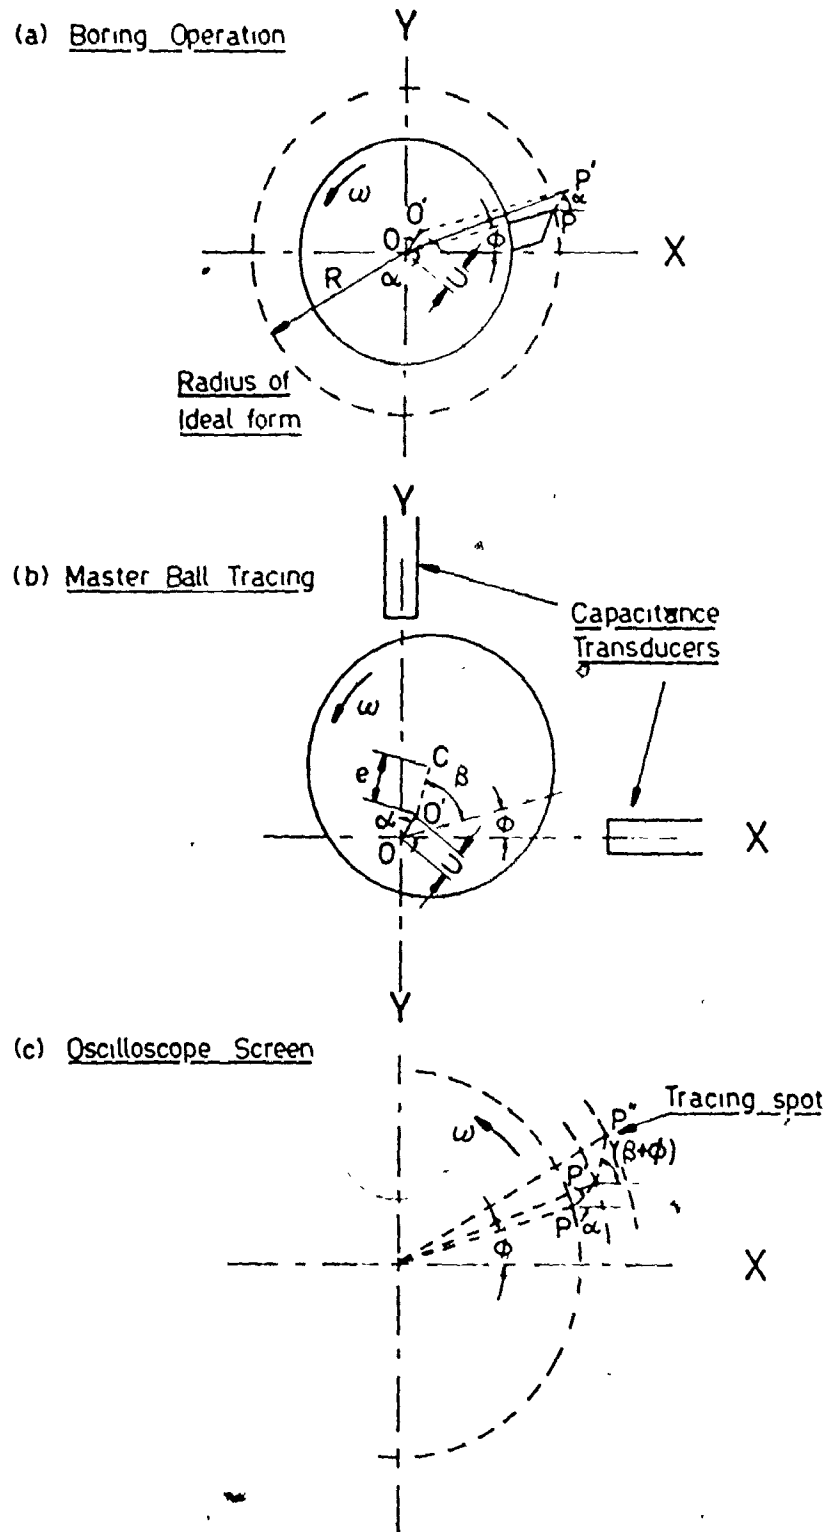 (a) Boring Operation
Y
ω
P'
α
P
O'
O
Φ
X
α
U
R
Radius of
Ideal form
Y
(b) Master Ball Tracing
Capacitance
Transducers
ω
C
e
β
α
O'
Φ
O
U
X
Y
(c) Oscilloscope Screen
Tracing spot
P"
ω
(β+Φ)
P'
P
α
Φ
X